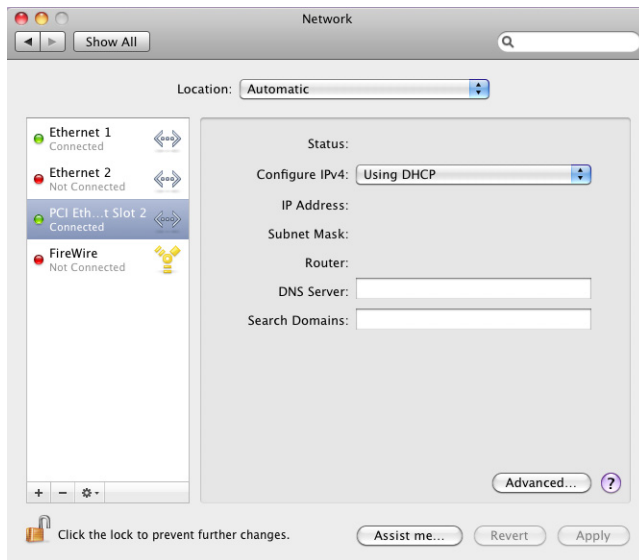 Network
Show All
Location: Automatic
Ethernet 1
Connected
Ethernet 2
Not Connected
PCI Eth...t Slot 2
Connected
FireWire
Not Connected
Status:
Configure IPv4: Using DHCP
IP Address:
Subnet Mask:
Router:
DNS Server:
Search Domains:
Advanced... ?
Click the lock to prevent further changes.
Assist me... Revert Apply